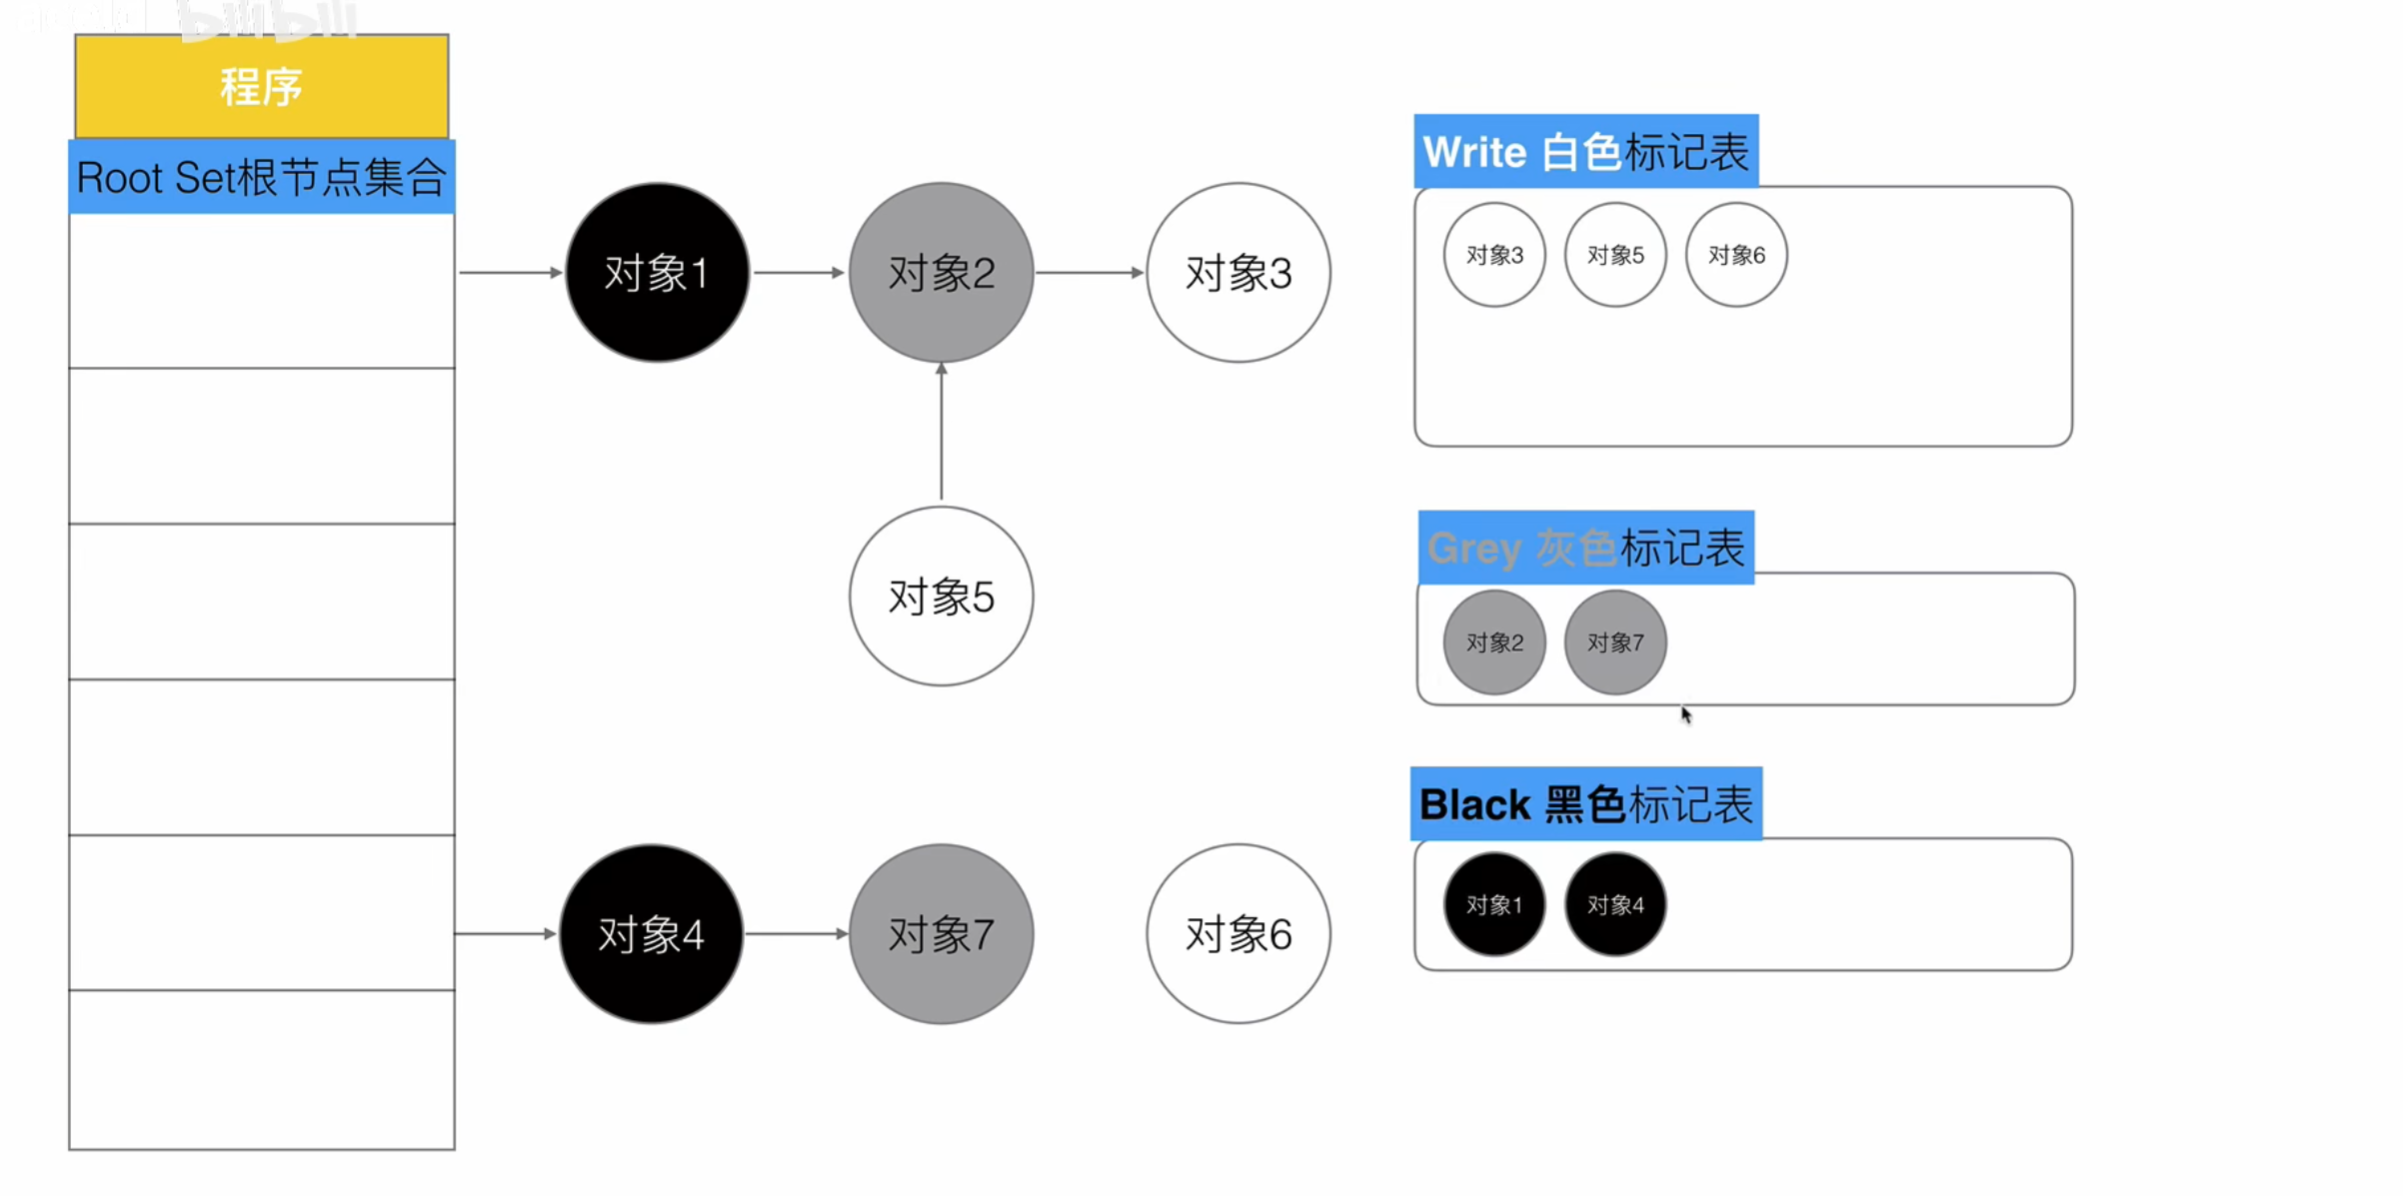 bilibili
程序
Root Set根节点集合
对象1
对象2
对象3
对象5
对象4
对象7
对象6
Write 白色标记表
对象3
对象5
对象6
Grey 灰色标记表
对象2
对象7
Black 黑色标记表
对象1
对象4